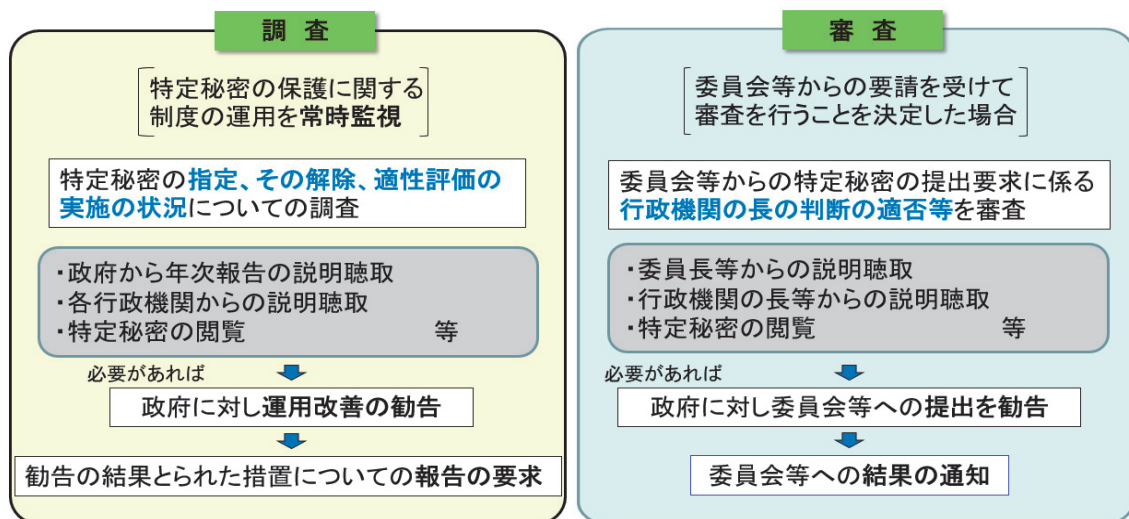 調 査
特定秘密の保護に関する
制度の運用を常時監視
特定秘密の指定、その解除、適性評価の
実施の状況についての調査
・政府から年次報告の説明聴取
・各行政機関からの説明聴取
・特定秘密の閲覧 等
必要があれば
政府に対し運用改善の勧告
勧告の結果とられた措置についての報告の要求
審 査
委員会等からの要請を受けて
審査を行うことを決定した場合
委員会等からの特定秘密の提出要求に係る
行政機関の長の判断の適否等を審査
・委員長等からの説明聴取
・行政機関の長等からの説明聴取
・特定秘密の閲覧 等
必要があれば
政府に対し委員会等への提出を勧告
委員会等への結果の通知